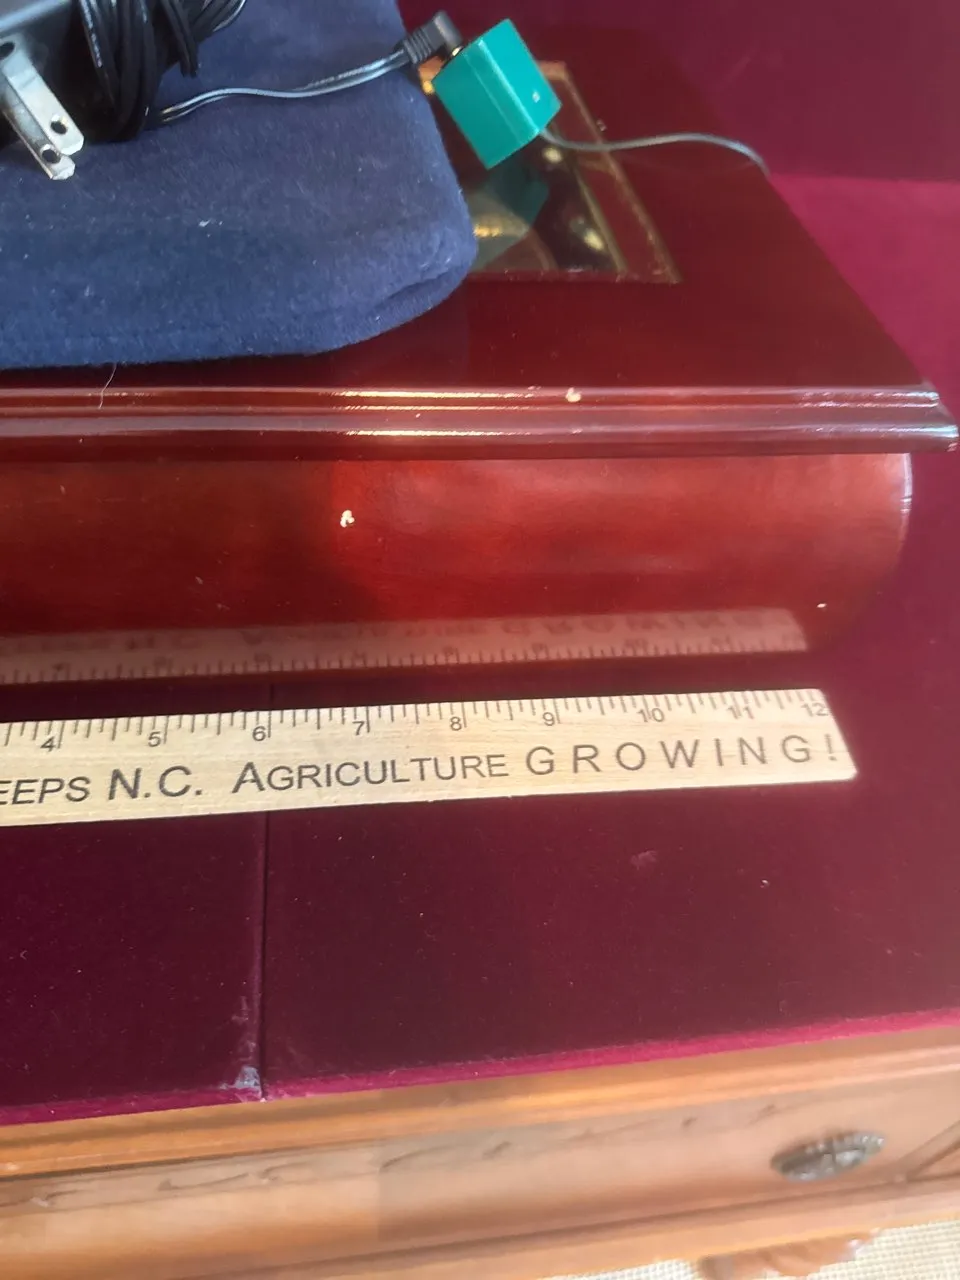 4 5 6 7 8 9 10 11 12
EEPS N.C. AGRICULTURE GROWING!